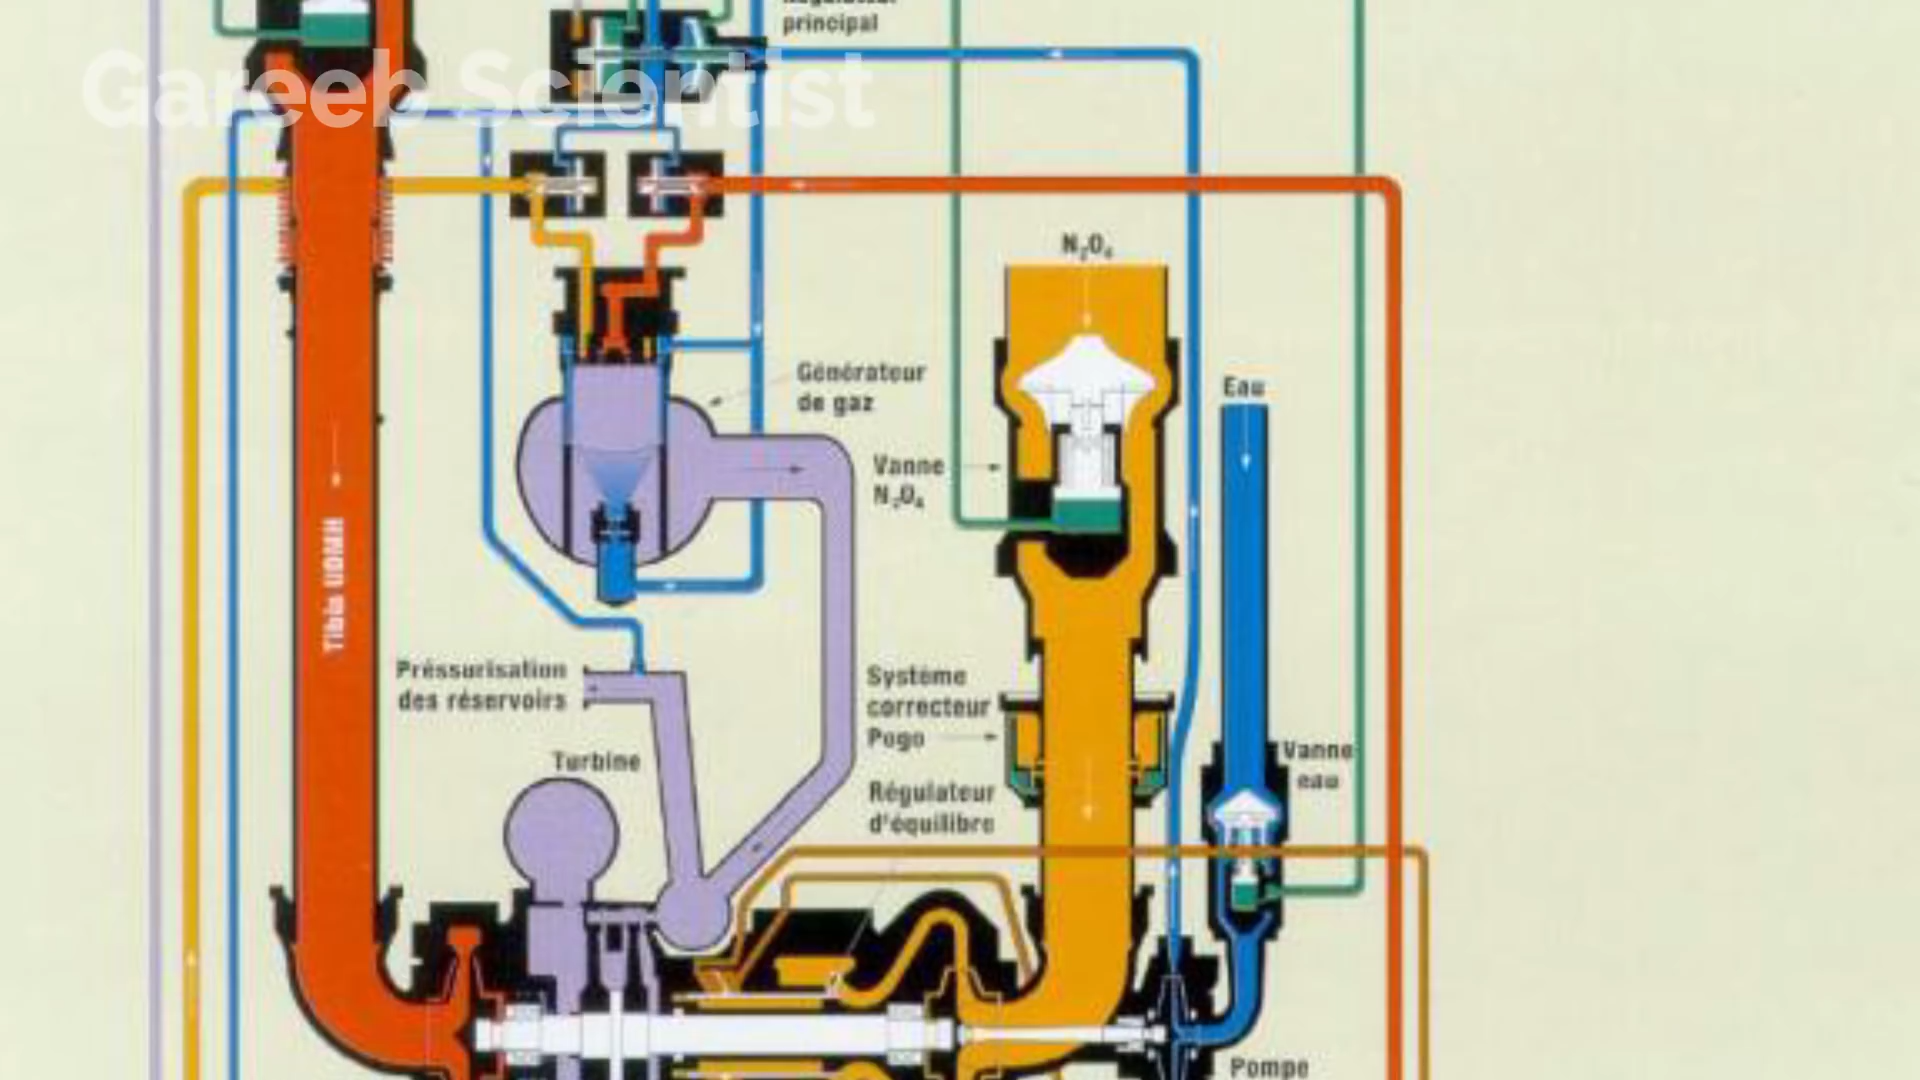 principal
Gareeb Scientist
N₂O₄
Générateur
de gaz
Eau
Vanne
N₂O₄
Tibia UDMH
Préssurisation
des réservoirs
Système
correcteur
Pogo
Turbine
Vanne
eau
Régulateur
d'équilibre
Pompe